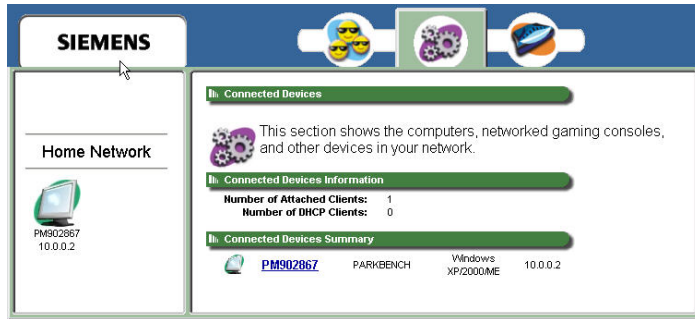 SIEMENS
Home Network
PM902867
10.0.0.2
Connected Devices
This section shows the computers, networked gaming consoles,
and other devices in your network.
Connected Devices Information
Number of Attached Clients: 1
Number of DHCP Clients: 0
Connected Devices Summary
PM902867 PARKBENCH Windows XP/2000/ME 10.0.0.2